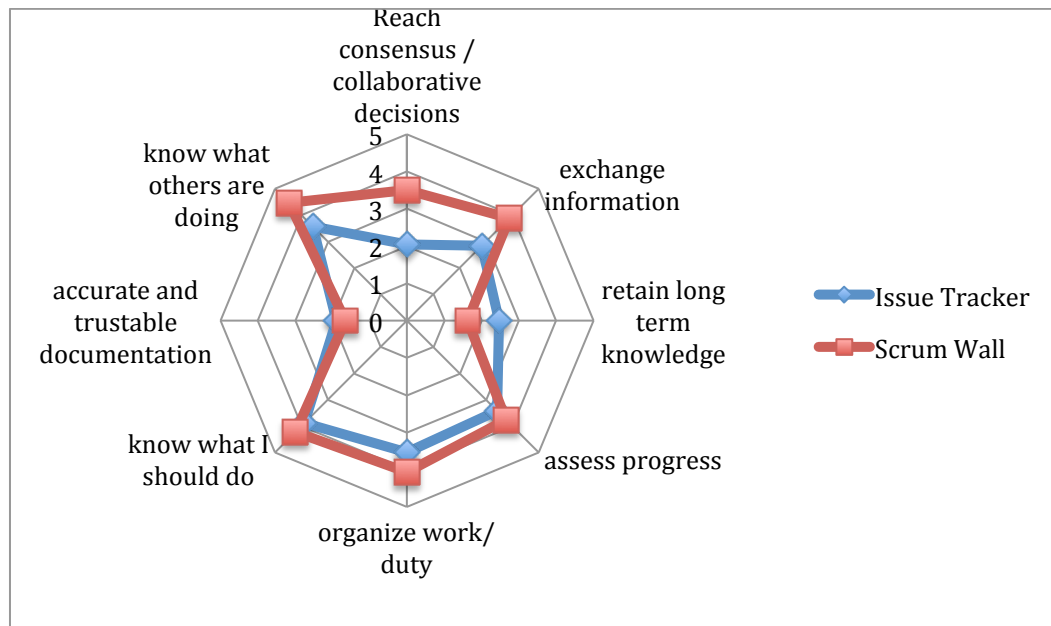 Reach
consensus /
collaborative
decisions
exchange
information
retain long
term
knowledge
assess progress
organize work/
duty
know what I
should do
accurate and
trustable
documentation
know what
others are
doing
5
4
3
2
1
0
Issue Tracker
Scrum Wall